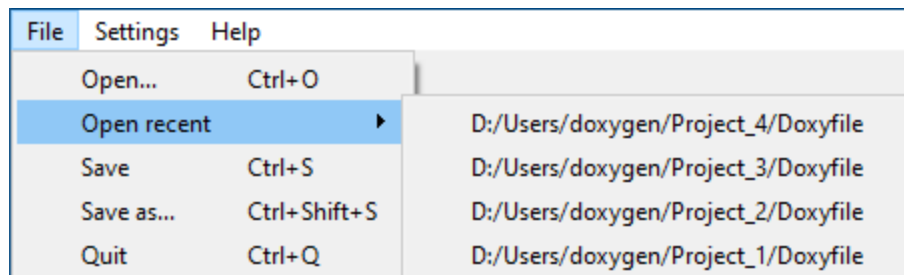 File Settings Help
Open... Ctrl+O
Open recent D:/Users/doxygen/Project_4/Doxyfile
Save Ctrl+S D:/Users/doxygen/Project_3/Doxyfile
Save as... Ctrl+Shift+S D:/Users/doxygen/Project_2/Doxyfile
Quit Ctrl+Q D:/Users/doxygen/Project_1/Doxyfile